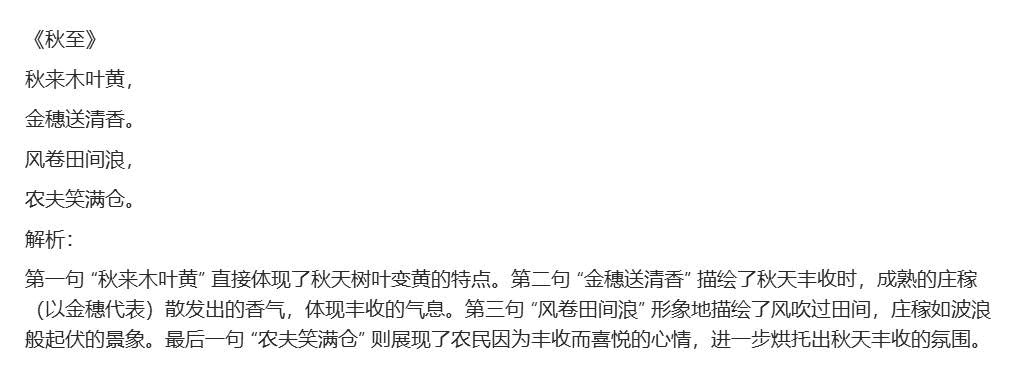 《秋至》
秋来木叶黄，
金穗送清香。
风卷田间浪，
农夫笑满仓。
解析：
第一句 “秋来木叶黄” 直接体现了秋天树叶变黄的特点。第二句 “金穗送清香” 描绘了秋天丰收时，成熟的庄稼
（以金穗代表）散发出的香气，体现丰收的气息。第三句 “风卷田间浪” 形象地描绘了风吹过田间，庄稼如波浪
般起伏的景象。最后一句 “农夫笑满仓” 则展现了农民因为丰收而喜悦的心情，进一步烘托出秋天丰收的氛围。